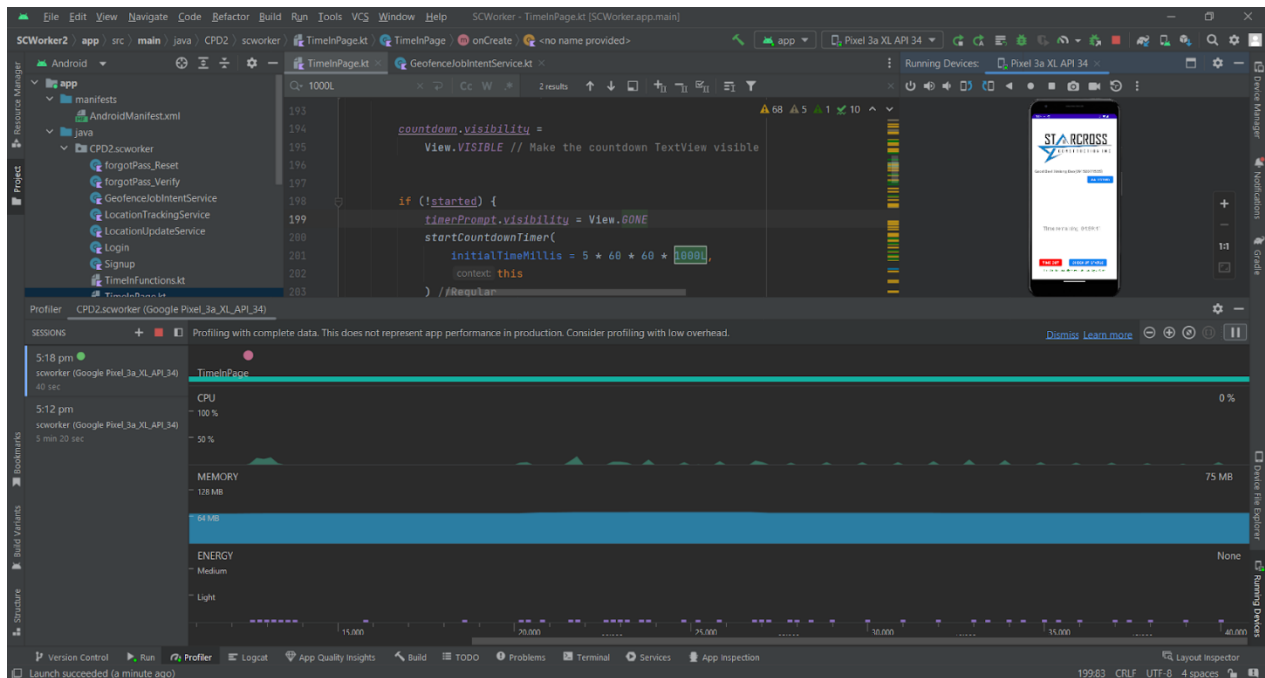 File Edit View Navigate Code Refactor Build Run Tools VCS Window Help SCWorker - TimeInPage.kt [SCWorker.app.main]
SCWorker2 app src main java CPD2 scworker TimeInPage.kt TimeInPage onCreate <no name provided> app Pixel 3a XL API 34
Android TimeInPage.kt GeofenceJobIntentService.kt Running Devices: Pixel 3a XL API 34
1000L Cc W .* 2 results
app
manifests
AndroidManifest.xml
java
CPD2.scworker
forgotPass_Reset
forgotPass_Verify
GeofenceJobIntentService
LocationTrackingService
LocationUpdateService
Login
Signup
TimeInFunctions.kt
TimeInPage.kt
68 5 1 10
193
194 countdown.visibility =
195 View.VISIBLE // Make the countdown TextView visible
196
197
198 if (!started) {
199 timerPrompt.visibility = View.GONE
200 startCountdownTimer(
201 initialTimeMillis = 5 * 60 * 60 * 1000L,
202 context: this
203 ) //Regular
STARCROSS
CONSTRUCTION INC
TIME OUT
1:1
Resource Manager
Project
Bookmarks
Build Variants
Structure
Device Manager
Notifications
Gradle
Device File Explorer
Running Devices
Profiler CPD2.scworker (Google Pixel_3a_XL_API_34)
SESSIONS Profiling with complete data. This does not represent app performance in production. Consider profiling with low overhead. Dismiss Learn more
5:18 pm
scworker (Google Pixel_3a_XL_API_34)
40 sec
5:12 pm
scworker (Google Pixel_3a_XL_API_34)
5 min 20 sec
TimeInPage
CPU 0 %
100 %
50 %
MEMORY 75 MB
128 MB
64 MB
ENERGY None
Medium
Light
15.000 20.000 25.000 30.000 35.000 40.000
Version Control Run Profiler Logcat App Quality Insights Build TODO Problems Terminal Services App Inspection Layout Inspector
Launch succeeded (a minute ago) 199:83 CRLF UTF-8 4 spaces